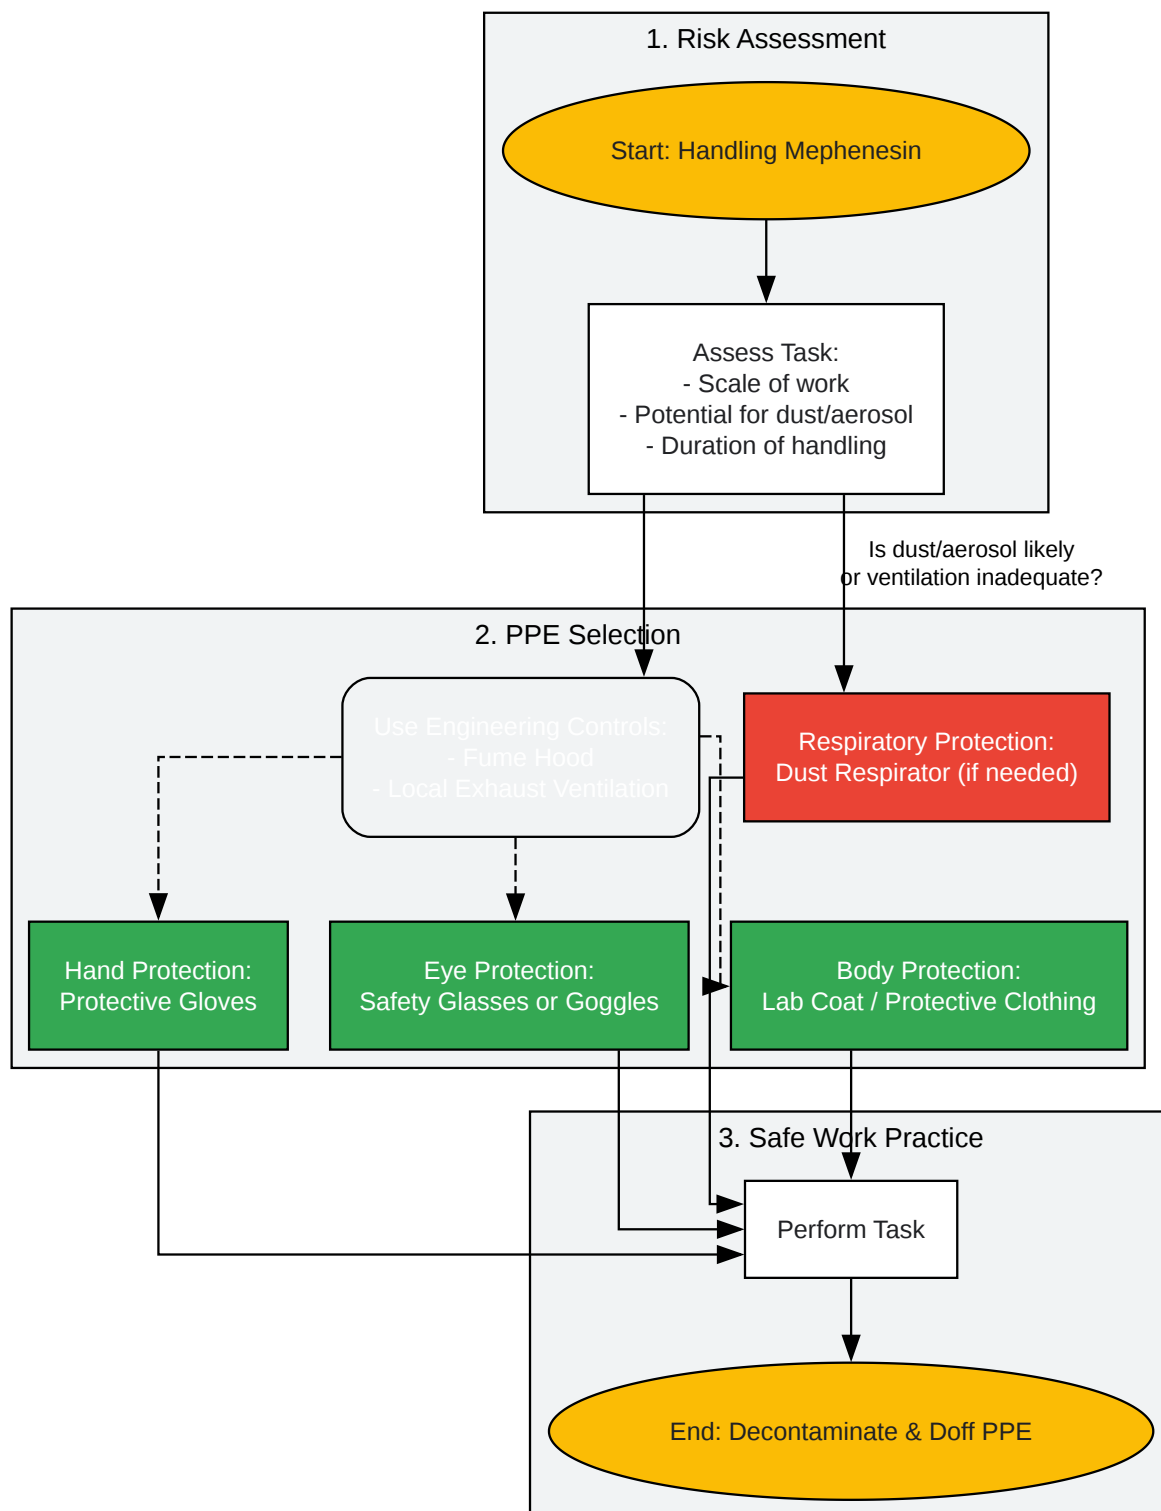 1. Risk Assessment
Start: Handling Mephenesin
Assess Task:
- Scale of work
- Potential for dust/aerosol
- Duration of handling
Is dust/aerosol likely
or ventilation inadequate?
2. PPE Selection
Use Engineering Controls:
- Fume Hood
- Local Exhaust Ventilation
Respiratory Protection:
Dust Respirator (if needed)
Hand Protection:
Protective Gloves
Eye Protection:
Safety Glasses or Goggles
Body Protection:
Lab Coat / Protective Clothing
3. Safe Work Practice
Perform Task
End: Decontaminate & Doff PPE